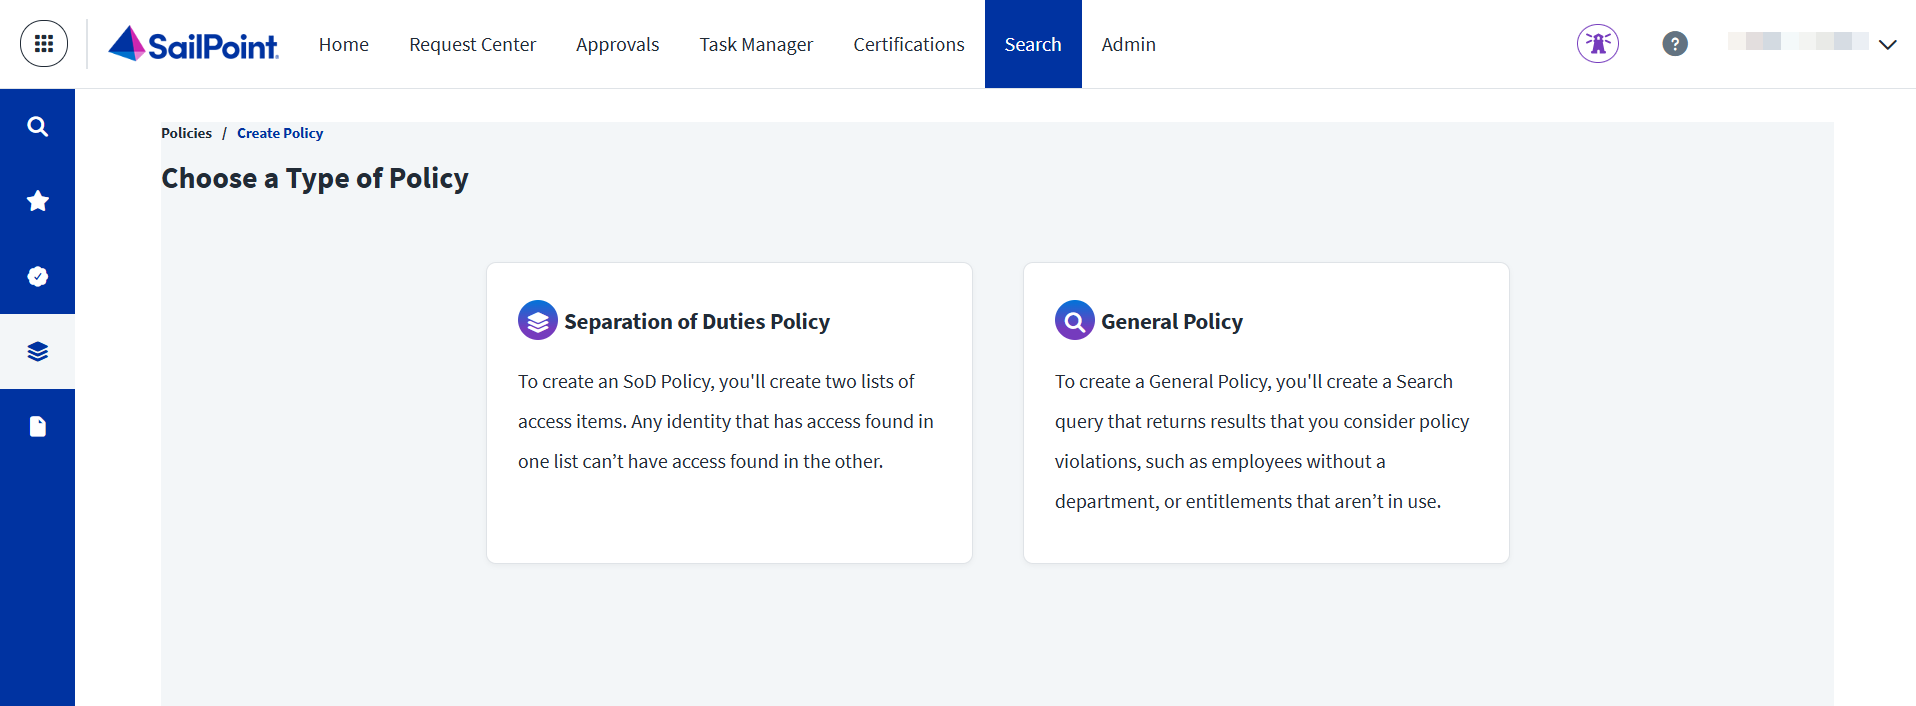 SailPoint Home Request Center Approvals Task Manager Certifications Search Admin
Policies / Create Policy
Choose a Type of Policy
Separation of Duties Policy
To create an SoD Policy, you'll create two lists of
access items. Any identity that has access found in
one list can’t have access found in the other.
General Policy
To create a General Policy, you'll create a Search
query that returns results that you consider policy
violations, such as employees without a
department, or entitlements that aren’t in use.